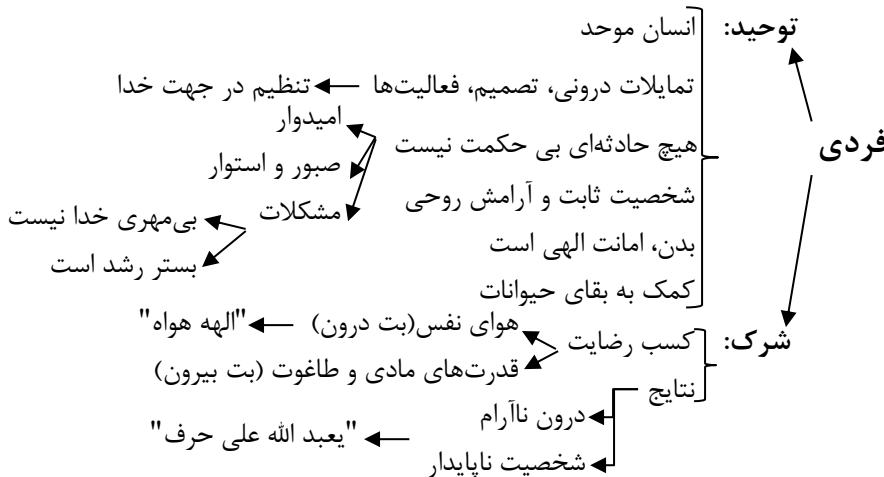 توحید: انسان موحد
تمایلات درونی، تصمیم، فعالیت‌ها تنظیم در جهت خدا
امیدوار
فردی
هیچ حادثه‌ای بی حکمت نیست
صبور و استوار
شخصیت ثابت و آرامش روحی
مشکلات
بی‌مهری خدا نیست
بدن، امانت الهی است
بستر رشد است
کمک به بقای حیوانات
هوای نفس(بت درون) "الهه هواه"
شرک: کسب رضایت
قدرت‌های مادی و طاغوت (بت بیرون)
نتایج
درون ناآرام
"یعبد الله علی حرف"
شخصیت ناپایدار